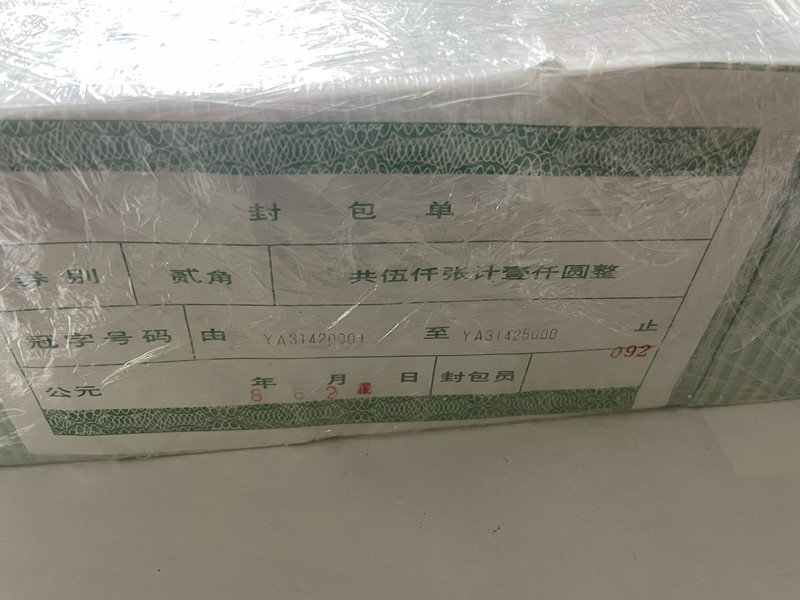 封包单
券别 贰角 共伍仟张计壹仟圆整
冠字号码 由 YA31420001 至 YA31425000 止
092
公元 年 月 日 封包员